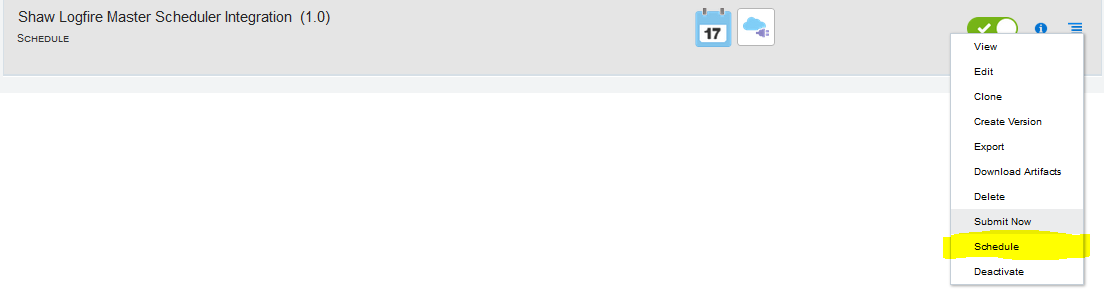 Shaw Logfire Master Scheduler Integration (1.0)
SCHEDULE
17
View
Edit
Clone
Create Version
Export
Download Artifacts
Delete
Submit Now
Schedule
Deactivate